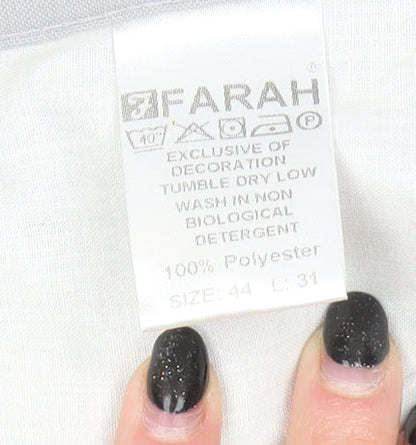 FARAH
40° P
EXCLUSIVE OF
DECORATION
TUMBLE DRY LOW
WASH IN NON
BIOLOGICAL
DETERGENT
100% Polyester
SIZE: 44 L: 31